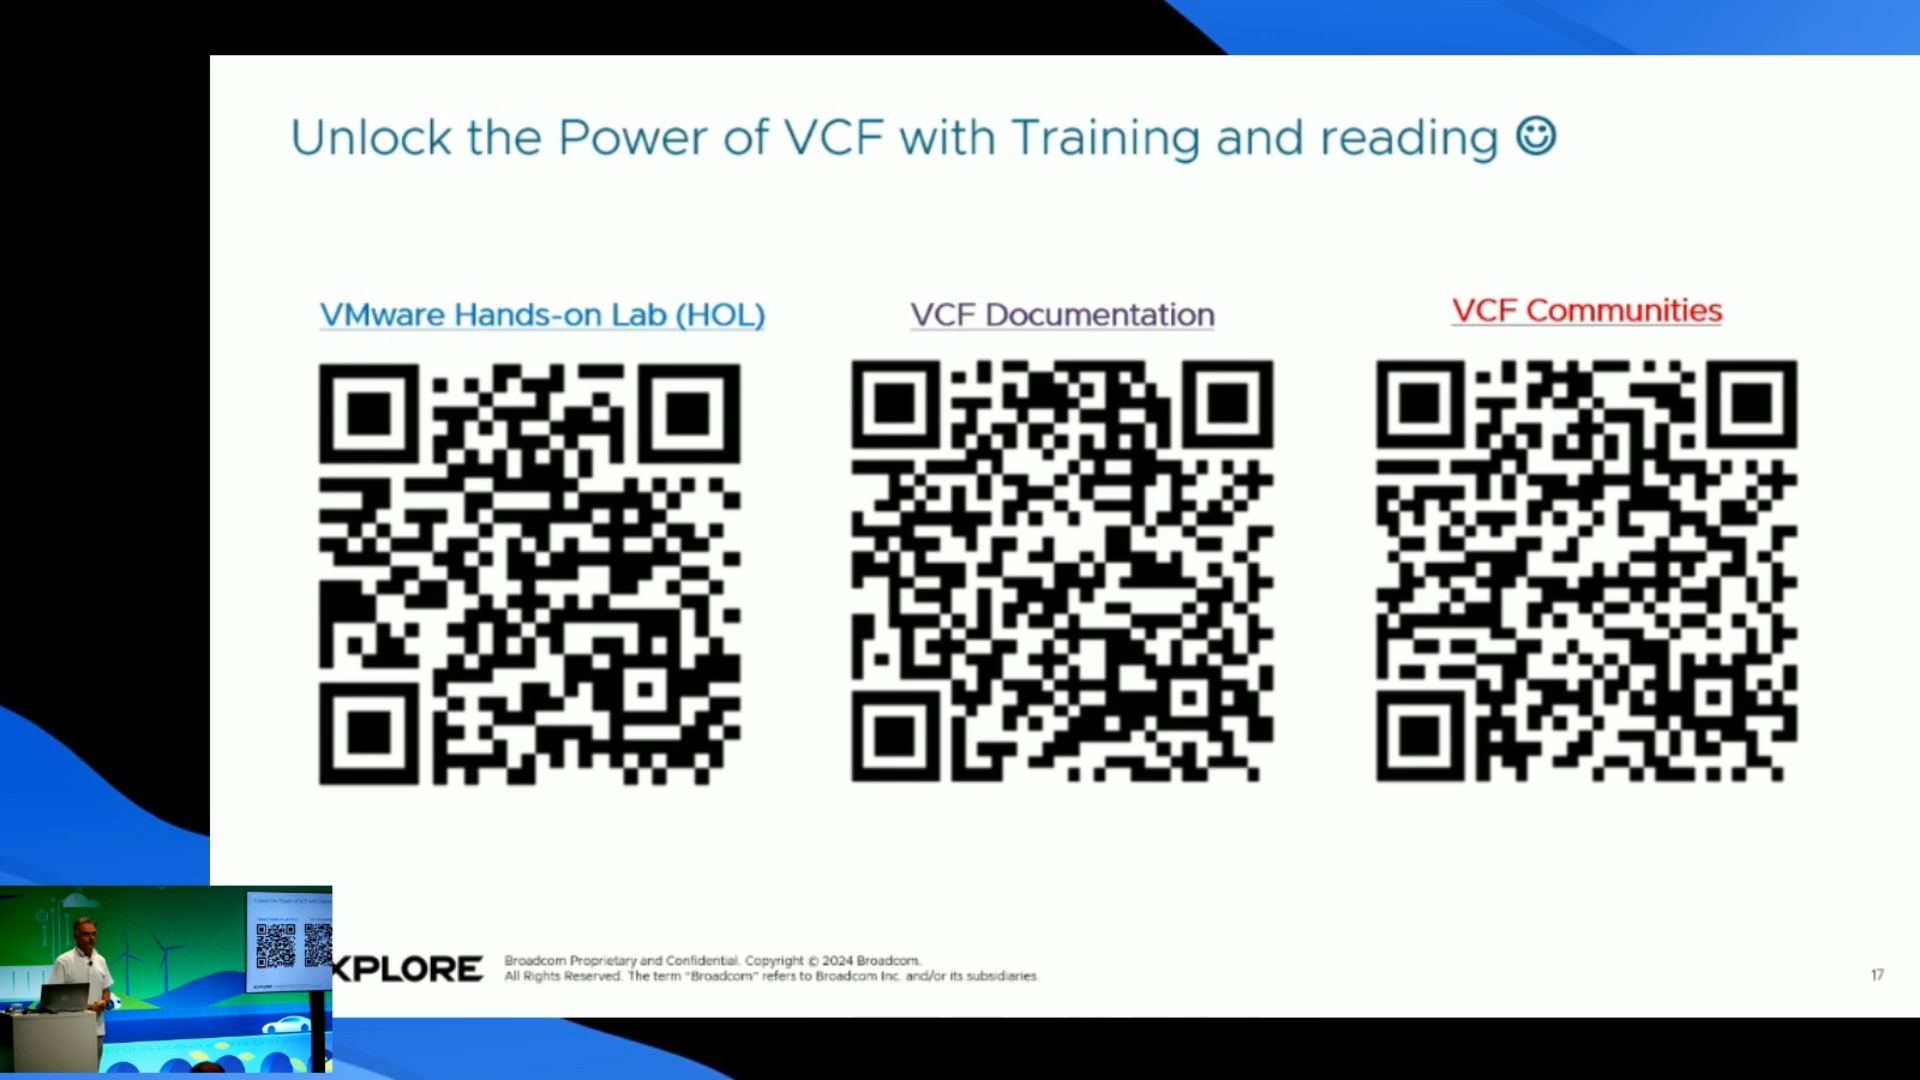 Unlock the Power of VCF with Training and reading
VMware Hands-on Lab (HOL)
VCF Documentation
VCF Communities
XPLORE
Broadcom Proprietary and Confidential. Copyright © 2024 Broadcom.
All Rights Reserved. The term "Broadcom" refers to Broadcom Inc. and/or its subsidiaries.
17